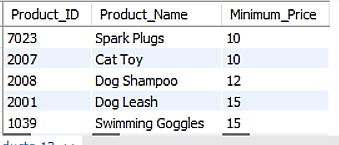 Product_ID Product_Name Minimum_Price
7023 Spark Plugs 10
2007 Cat Toy 10
2008 Dog Shampoo 12
2001 Dog Leash 15
1039 Swimming Goggles 15